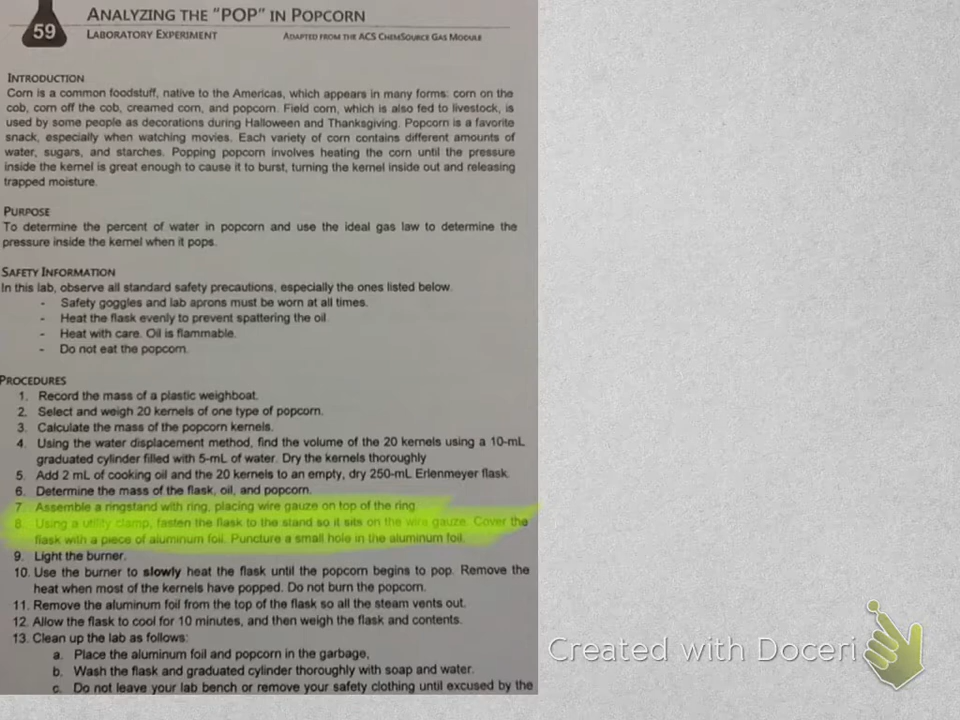 59
ANALYZING THE "POP" IN POPCORN
LABORATORY EXPERIMENT ADAPTED FROM THE ACS CHEMSOURCE GAS MODULE
INTRODUCTION
Corn is a common foodstuff, native to the Americas, which appears in many forms: corn on the
cob, corn off the cob, creamed corn, and popcorn. Field corn, which is also fed to livestock, is
used by some people as decorations during Halloween and Thanksgiving. Popcorn is a favorite
snack, especially when watching movies. Each variety of corn contains different amounts of
water, sugars, and starches. Popping popcorn involves heating the corn until the pressure
inside the kernel is great enough to cause it to burst, turning the kernel inside out and releasing
trapped moisture.
PURPOSE
To determine the percent of water in popcorn and use the ideal gas law to determine the
pressure inside the kernel when it pops.
SAFETY INFORMATION
In this lab, observe all standard safety precautions, especially the ones listed below.
- Safety goggles and lab aprons must be worn at all times.
- Heat the flask evenly to prevent spattering the oil.
- Heat with care. Oil is flammable.
- Do not eat the popcorn.
PROCEDURES
1. Record the mass of a plastic weighboat.
2. Select and weigh 20 kernels of one type of popcorn.
3. Calculate the mass of the popcorn kernels.
4. Using the water displacement method, find the volume of the 20 kernels using a 10-mL
graduated cylinder filled with 5-mL of water. Dry the kernels thoroughly
5. Add 2 mL of cooking oil and the 20 kernels to an empty, dry 250-mL Erlenmeyer flask.
6. Determine the mass of the flask, oil, and popcorn.
7. Assemble a ringstand with ring, placing wire gauze on top of the ring.
8. Using a utility clamp, fasten the flask to the stand so it sits on the wire gauze. Cover the
flask with a piece of aluminum foil. Puncture a small hole in the aluminum foil.
9. Light the burner.
10. Use the burner to slowly heat the flask until the popcorn begins to pop. Remove the
heat when most of the kernels have popped. Do not burn the popcorn.
11. Remove the aluminum foil from the top of the flask so all the steam vents out.
12. Allow the flask to cool for 10 minutes, and then weigh the flask and contents.
13. Clean up the lab as follows:
a. Place the aluminum foil and popcorn in the garbage,
b. Wash the flask and graduated cylinder thoroughly with soap and water.
c. Do not leave your lab bench or remove your safety clothing until excused by the
Created with Doceri